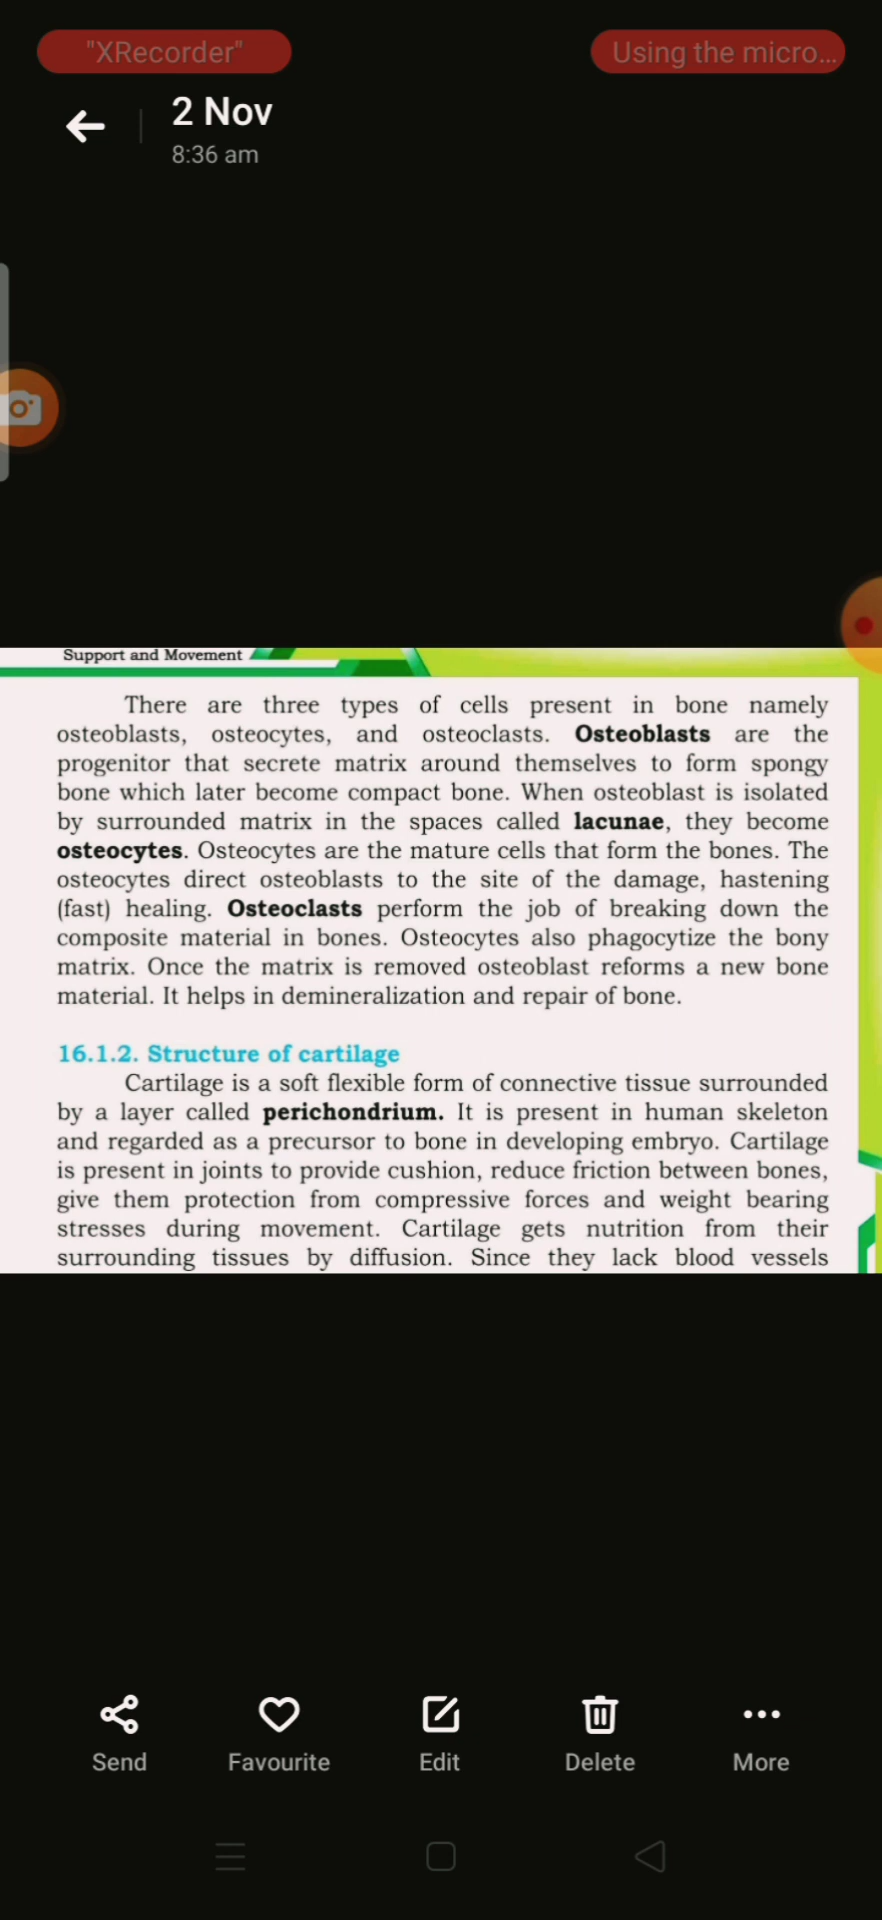 "XRecorder"
Using the micro...
2 Nov
8:36 am
Support and Movement
There are three types of cells present in bone namely
osteoblasts, osteocytes, and osteoclasts. Osteoblasts are the
progenitor that secrete matrix around themselves to form spongy
bone which later become compact bone. When osteoblast is isolated
by surrounded matrix in the spaces called lacunae, they become
osteocytes. Osteocytes are the mature cells that form the bones. The
osteocytes direct osteoblasts to the site of the damage, hastening
(fast) healing. Osteoclasts perform the job of breaking down the
composite material in bones. Osteocytes also phagocytize the bony
matrix. Once the matrix is removed osteoblast reforms a new bone
material. It helps in demineralization and repair of bone.
16.1.2. Structure of cartilage
Cartilage is a soft flexible form of connective tissue surrounded
by a layer called perichondrium. It is present in human skeleton
and regarded as a precursor to bone in developing embryo. Cartilage
is present in joints to provide cushion, reduce friction between bones,
give them protection from compressive forces and weight bearing
stresses during movement. Cartilage gets nutrition from their
surrounding tissues by diffusion. Since they lack blood vessels
Send
Favourite
Edit
Delete
More